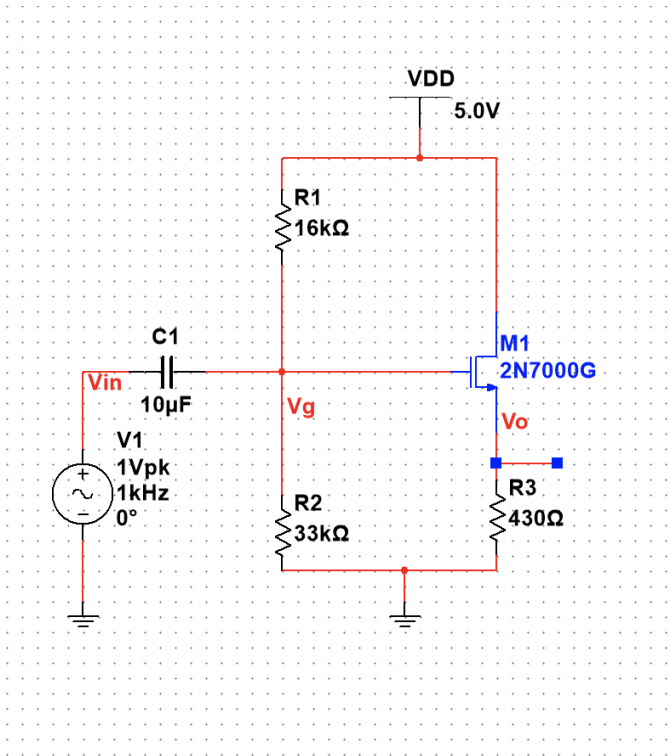 VDD
5.0V
R1
16kΩ
C1
10µF
Vin
Vg
M1
2N7000G
Vo
V1
1Vpk
1kHz
0°
R2
33kΩ
R3
430Ω